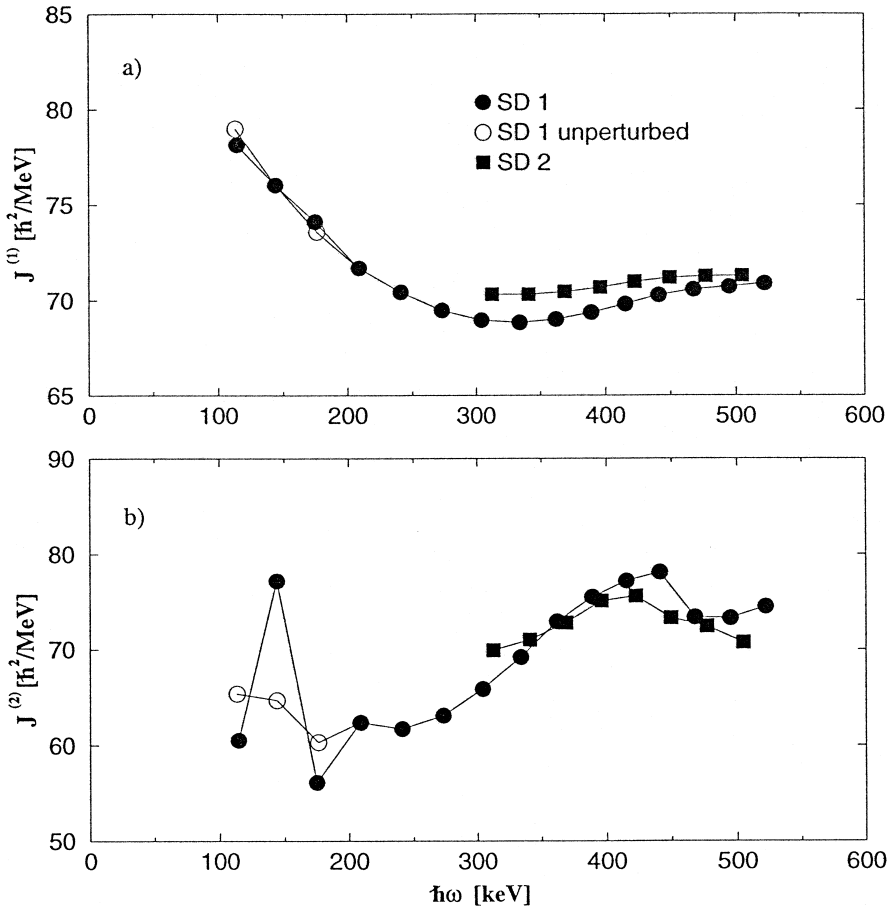 85
a)
80
75
70
65
J (1) [ħ²/MeV]
SD 1
SD 1 unperturbed
SD 2
0 100 200 300 400 500 600
90
b)
80
70
60
50
J (2) [ħ²/MeV]
0 100 200 300 400 500 600
ħω [keV]